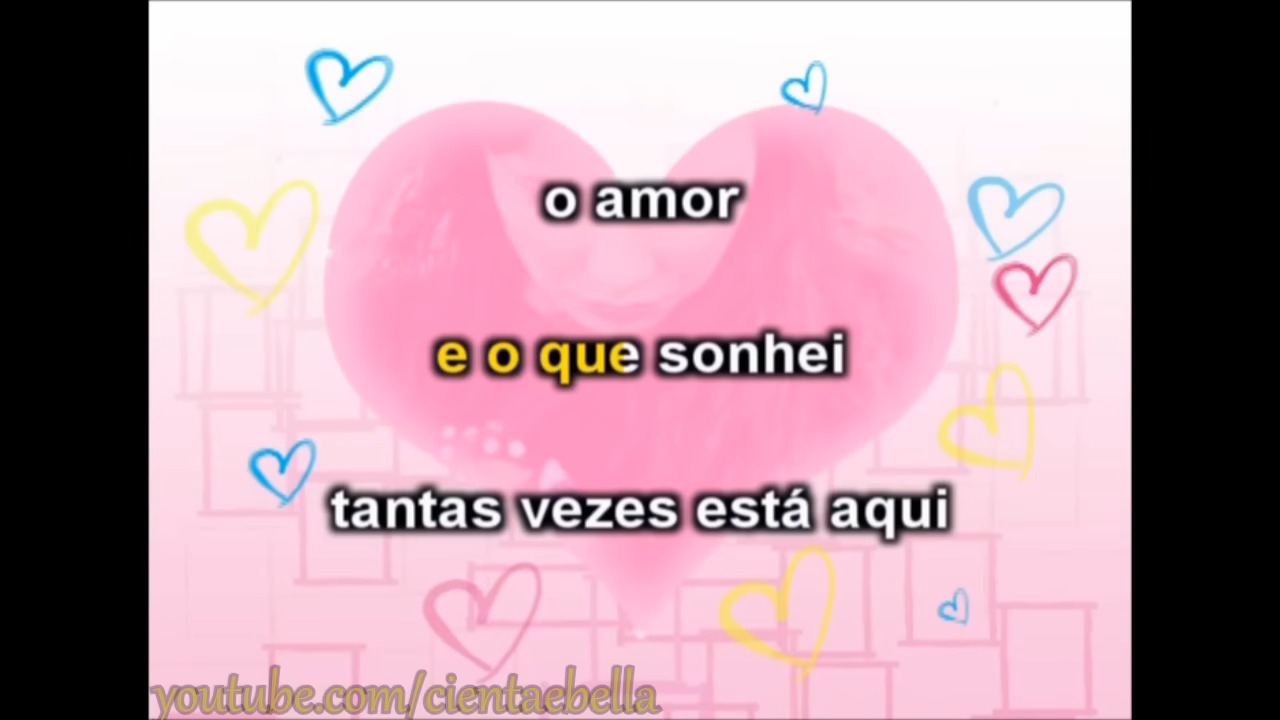 o amor
e o que sonhei
tantas vezes está aqui
youtube.com/cientaebella